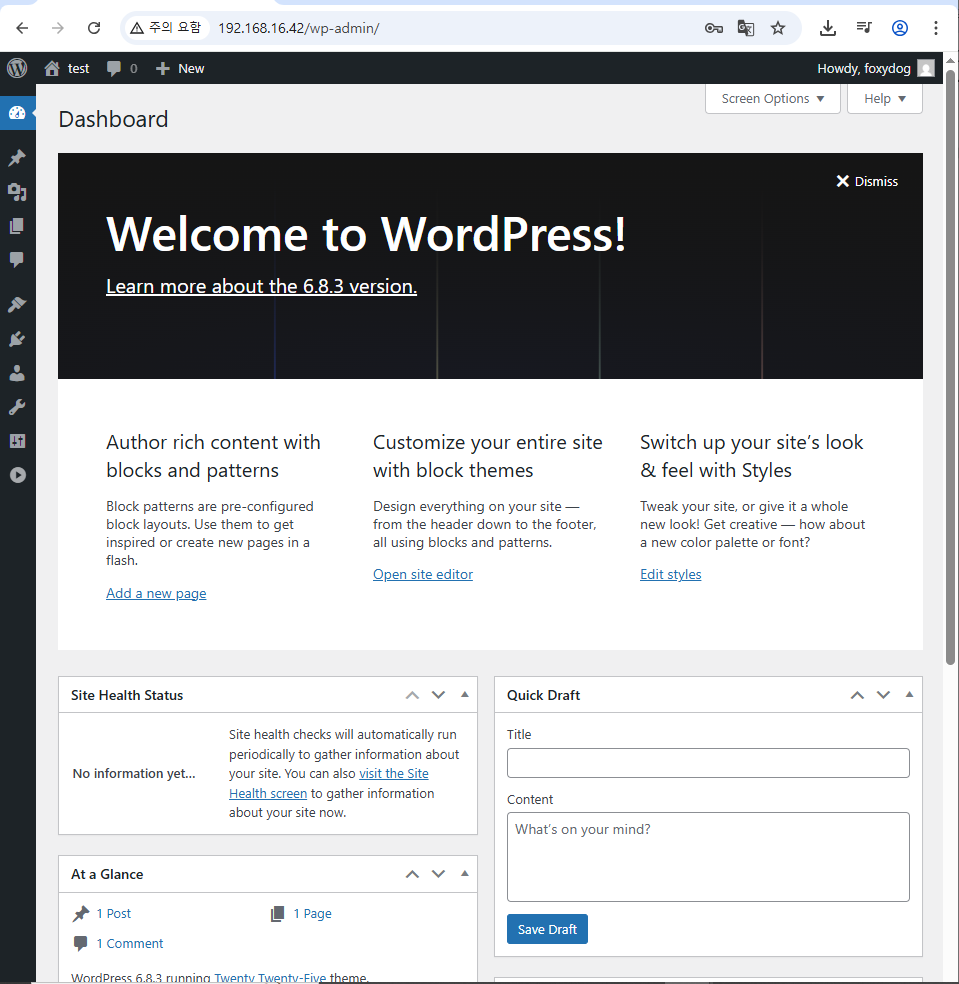 주의 요함 192.168.16.42/wp-admin/
test 0 New Howdy, foxydog
Screen Options Help
Dashboard
Dismiss
Welcome to WordPress!
Learn more about the 6.8.3 version.
Author rich content with
blocks and patterns
Block patterns are pre-configured
block layouts. Use them to get
inspired or create new pages in a
flash.
Add a new page
Customize your entire site
with block themes
Design everything on your site —
from the header down to the footer,
all using blocks and patterns.
Open site editor
Switch up your site’s look
& feel with Styles
Tweak your site, or give it a whole
new look! Get creative — how about
a new color palette or font?
Edit styles
Site Health Status
No information yet...
Site health checks will automatically run
periodically to gather information about
your site. You can also visit the Site
Health screen to gather information
about your site now.
At a Glance
1 Post 1 Page
1 Comment
WordPress 6.8.3 running Twenty Twenty-Five theme.
Quick Draft
Title
Content
What’s on your mind?
Save Draft